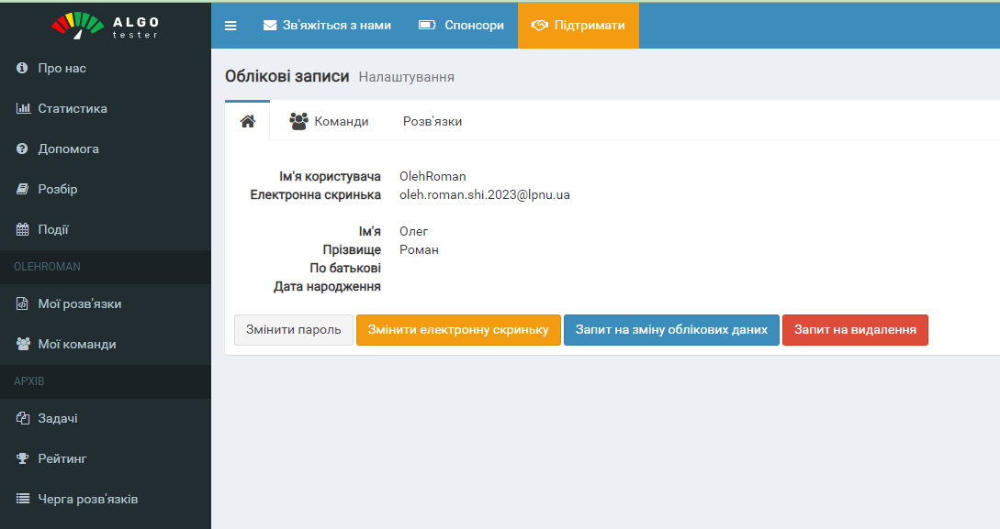 ALGO
tester
Зв'яжіться з нами
Спонсори
Підтримати
Про нас
Статистика
Допомога
Розбір
Події
OLEHROMAN
Мої розв'язки
Мої команди
АРХІВ
Задачі
Рейтинг
Черга розв'язків
Облікові записи Налаштування
Команди
Розв'язки
Ім'я користувача OlehRoman
Електронна скринька oleh.roman.shi.2023@lpnu.ua
Ім'я Олег
Прізвище Роман
По батькові
Дата народження
Змінити пароль
Змінити електронну скриньку
Запит на зміну облікових даних
Запит на видалення